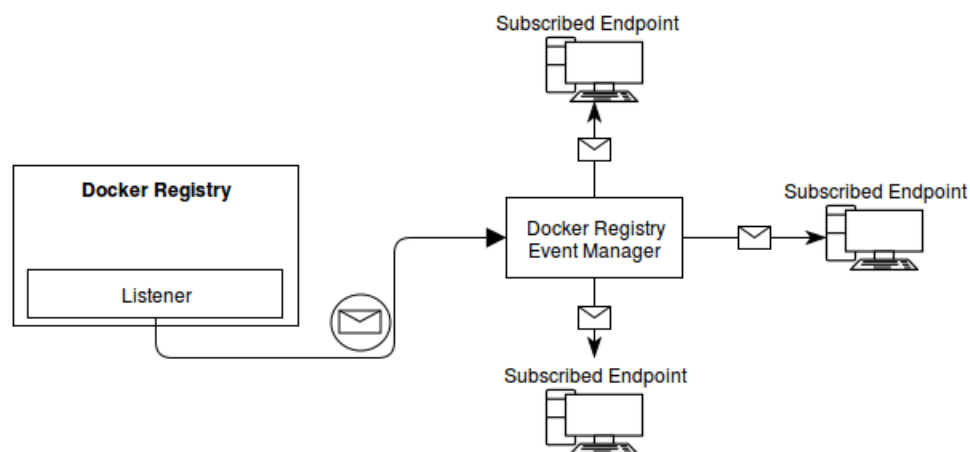 Subscribed Endpoint
Docker Registry
Subscribed Endpoint
Docker Registry
Event Manager
Listener
Subscribed Endpoint